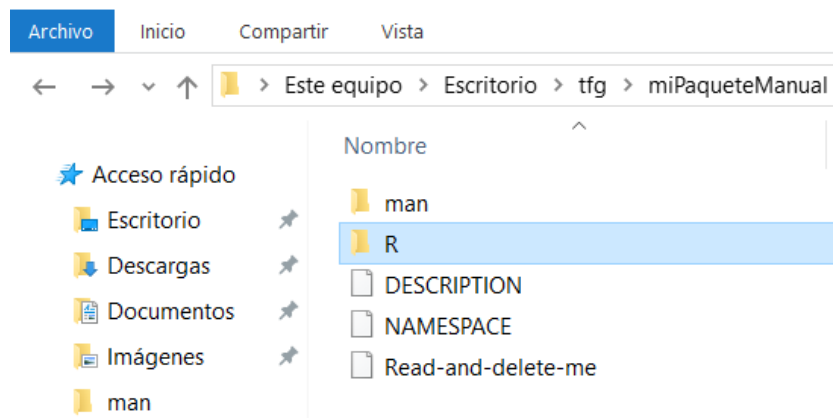 Archivo Inicio Compartir Vista
Este equipo > Escritorio > tfg > miPaqueteManual
Nombre
Acceso rápido
Escritorio
Descargas
Documentos
Imágenes
man
man
R
DESCRIPTION
NAMESPACE
Read-and-delete-me